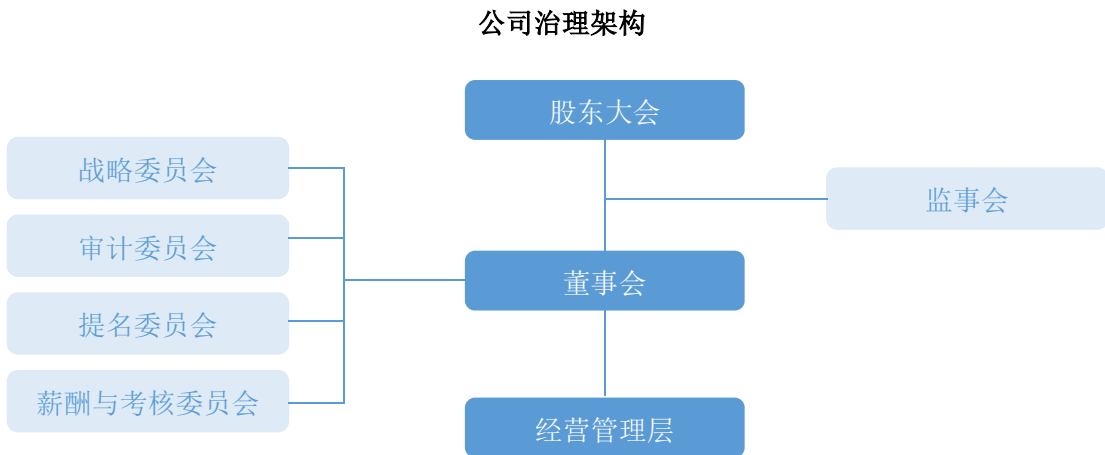 公司治理架构
股东大会
战略委员会
监事会
审计委员会
董事会
提名委员会
薪酬与考核委员会
经营管理层